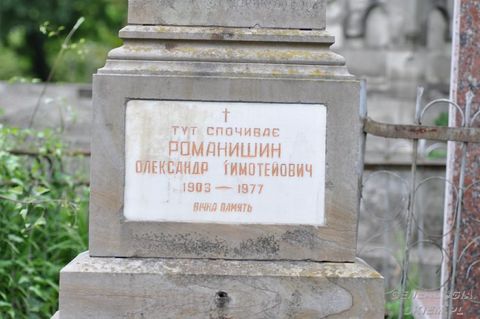 ТУТ СПОЧИВАЄ
РОМАНИШИН
ОЛЕКСАНДР ТИМОТЕЙОВИЧ
1903 — 1977
ВІЧНА ПАМЯТЬ